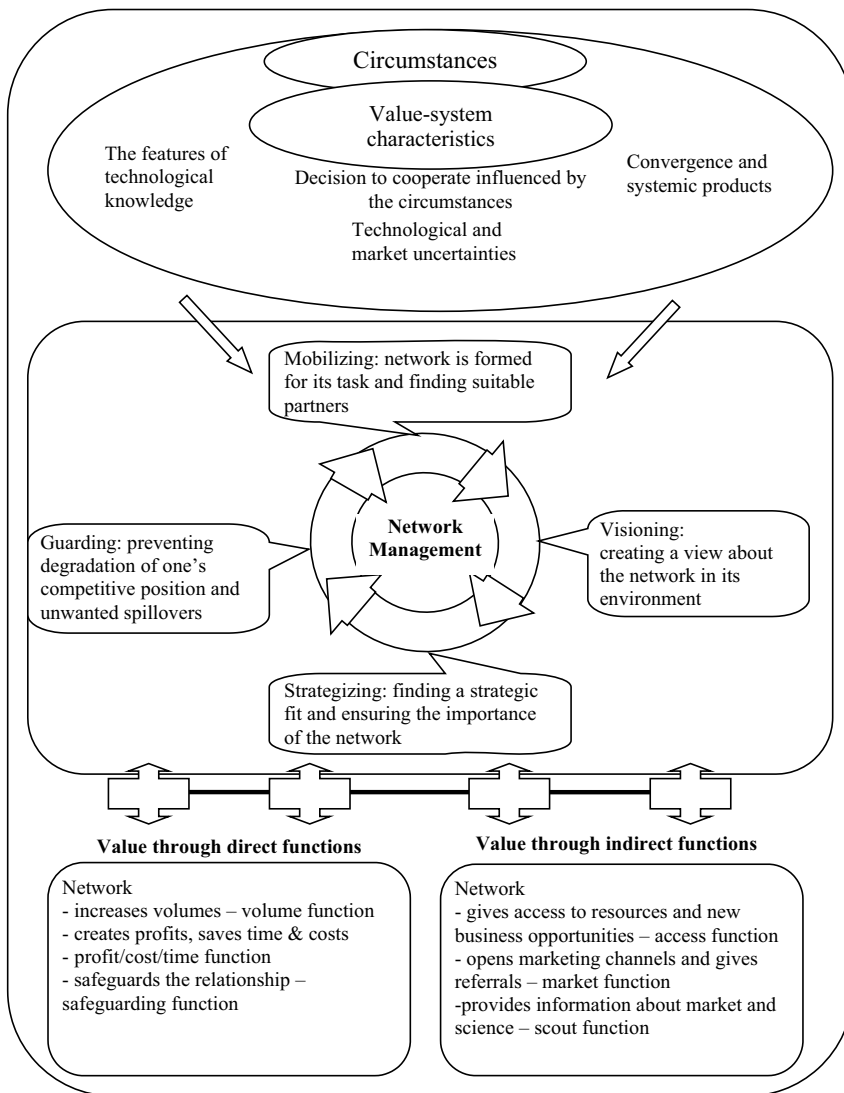 Circumstances
Value-system
characteristics
The features of
technological
knowledge
Decision to cooperate influenced by
the circumstances
Technological and
market uncertainties
Convergence and
systemic products
Mobilizing: network is formed
for its task and finding suitable
partners
Network
Management
Guarding: preventing
degradation of one's
competitive position and
unwanted spillovers
Visioning:
creating a view about
the network in its
environment
Strategizing: finding a strategic
fit and ensuring the importance
of the network
Value through direct functions
Network
- increases volumes – volume function
- creates profits, saves time & costs
- profit/cost/time function
- safeguards the relationship –
safeguarding function
Value through indirect functions
Network
- gives access to resources and new
business opportunities – access function
- opens marketing channels and gives
referrals – market function
-provides information about market and
science – scout function